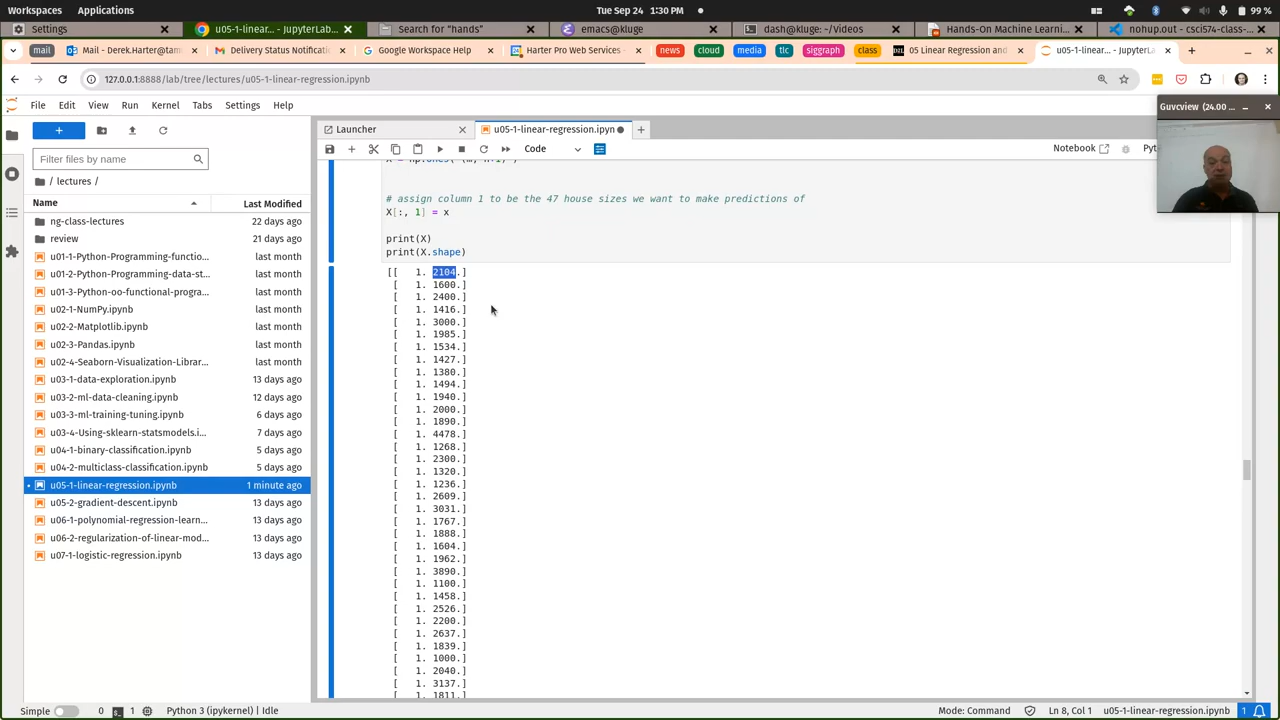 Workspaces Applications Tue Sep 24 1:30 PM 99 %
Settings u05-1-linear-... - JupyterLab Search for "hands" emacs@kluge dash@kluge: ~/Videos Hands-On Machine Learni... nohup.out - csci574-class-...
mail Mail - Derek.Harter@tam Delivery Status Notificati Google Workspace Help Harter Pro Web Services - news cloud media tlc siggraph class 05 Linear Regression and u05-1-linear-... - JupyterL
127.0.0.1:8888/lab/tree/lectures/u05-1-linear-regression.ipynb
File Edit View Run Kernel Tabs Settings Help
Guvcview (24.00 ...
Launcher u05-1-linear-regression.ipyn
Code Notebook
Filter files by name
/ lectures /
Name Last Modified
ng-class-lectures 22 days ago
review 21 days ago
u01-1-Python-Programming-functio... last month
u01-2-Python-Programming-data-st... last month
u01-3-Python-oo-functional-progra... last month
u02-1-NumPy.ipynb last month
u02-2-Matplotlib.ipynb last month
u02-3-Pandas.ipynb last month
u02-4-Seaborn-Visualization-Librar... last month
u03-1-data-exploration.ipynb 13 days ago
u03-2-ml-data-cleaning.ipynb 12 days ago
u03-3-ml-training-tuning.ipynb 6 days ago
u03-4-Using-sklearn-statsmodels.i... 7 days ago
u04-1-binary-classification.ipynb 5 days ago
u04-2-multiclass-classification.ipynb 5 days ago
u05-1-linear-regression.ipynb 1 minute ago
u05-2-gradient-descent.ipynb 13 days ago
u06-1-polynomial-regression-learn... 13 days ago
u06-2-regularization-of-linear-mod... 13 days ago
u07-1-logistic-regression.ipynb 13 days ago
# assign column 1 to be the 47 house sizes we want to make predictions of
X[:, 1] = x
print(X)
print(X.shape)
[[ 1. 2104.]
[ 1. 1600.]
[ 1. 2400.]
[ 1. 1416.]
[ 1. 3000.]
[ 1. 1985.]
[ 1. 1534.]
[ 1. 1427.]
[ 1. 1380.]
[ 1. 1494.]
[ 1. 1940.]
[ 1. 2000.]
[ 1. 1890.]
[ 1. 4478.]
[ 1. 1268.]
[ 1. 2300.]
[ 1. 1320.]
[ 1. 1236.]
[ 1. 2609.]
[ 1. 3031.]
[ 1. 1767.]
[ 1. 1888.]
[ 1. 1604.]
[ 1. 1962.]
[ 1. 3890.]
[ 1. 1100.]
[ 1. 1458.]
[ 1. 2526.]
[ 1. 2200.]
[ 1. 2637.]
[ 1. 1839.]
[ 1. 1000.]
[ 1. 2040.]
[ 1. 3137.]
[ 1. 1811.]
Simple 0 1 Python 3 (ipykernel) | Idle Mode: Command Ln 8, Col 1 u05-1-linear-regression.ipynb 1